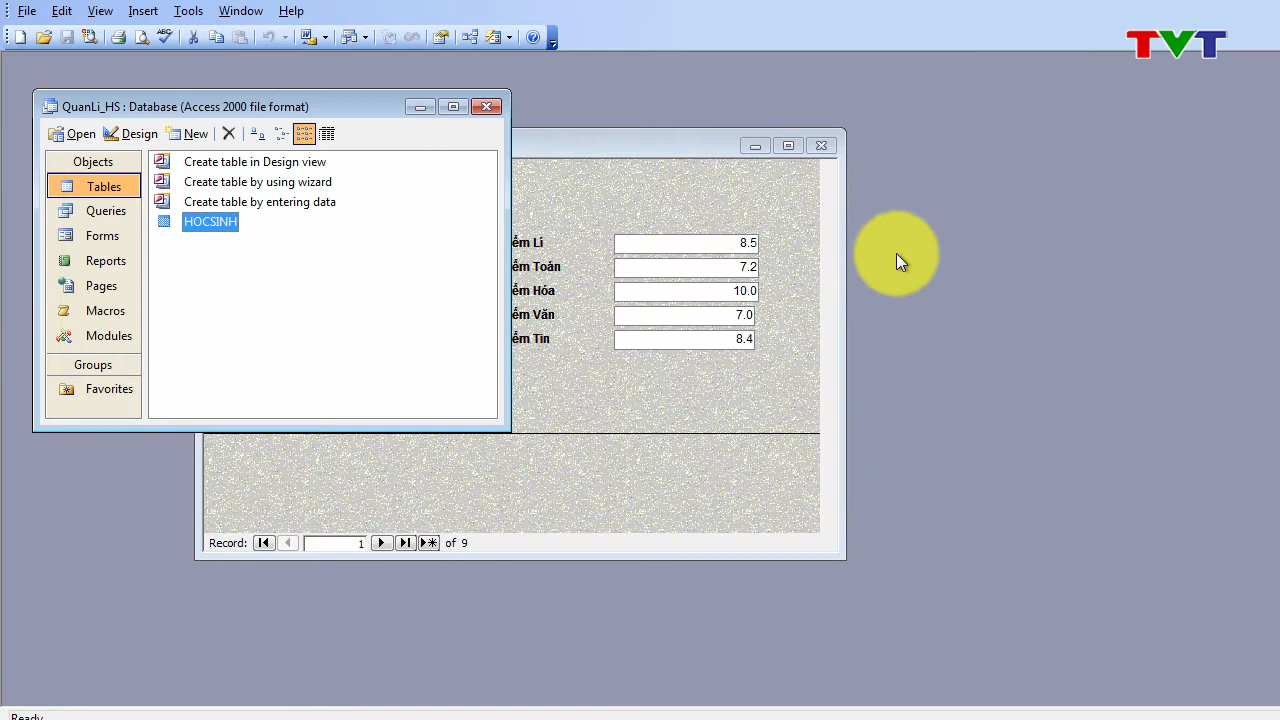 File Edit View Insert Tools Window Help
TVT
QuanLi_HS : Database (Access 2000 file format)
Open Design New
Objects
Tables
Queries
Forms
Reports
Pages
Macros
Modules
Groups
Favorites
Create table in Design view
Create table by using wizard
Create table by entering data
HOCSINH
ểm Lí 8.5
ểm Toán 7.2
ểm Hóa 10.0
ểm Văn 7.0
ểm Tin 8.4
Record: 1 of 9
Ready